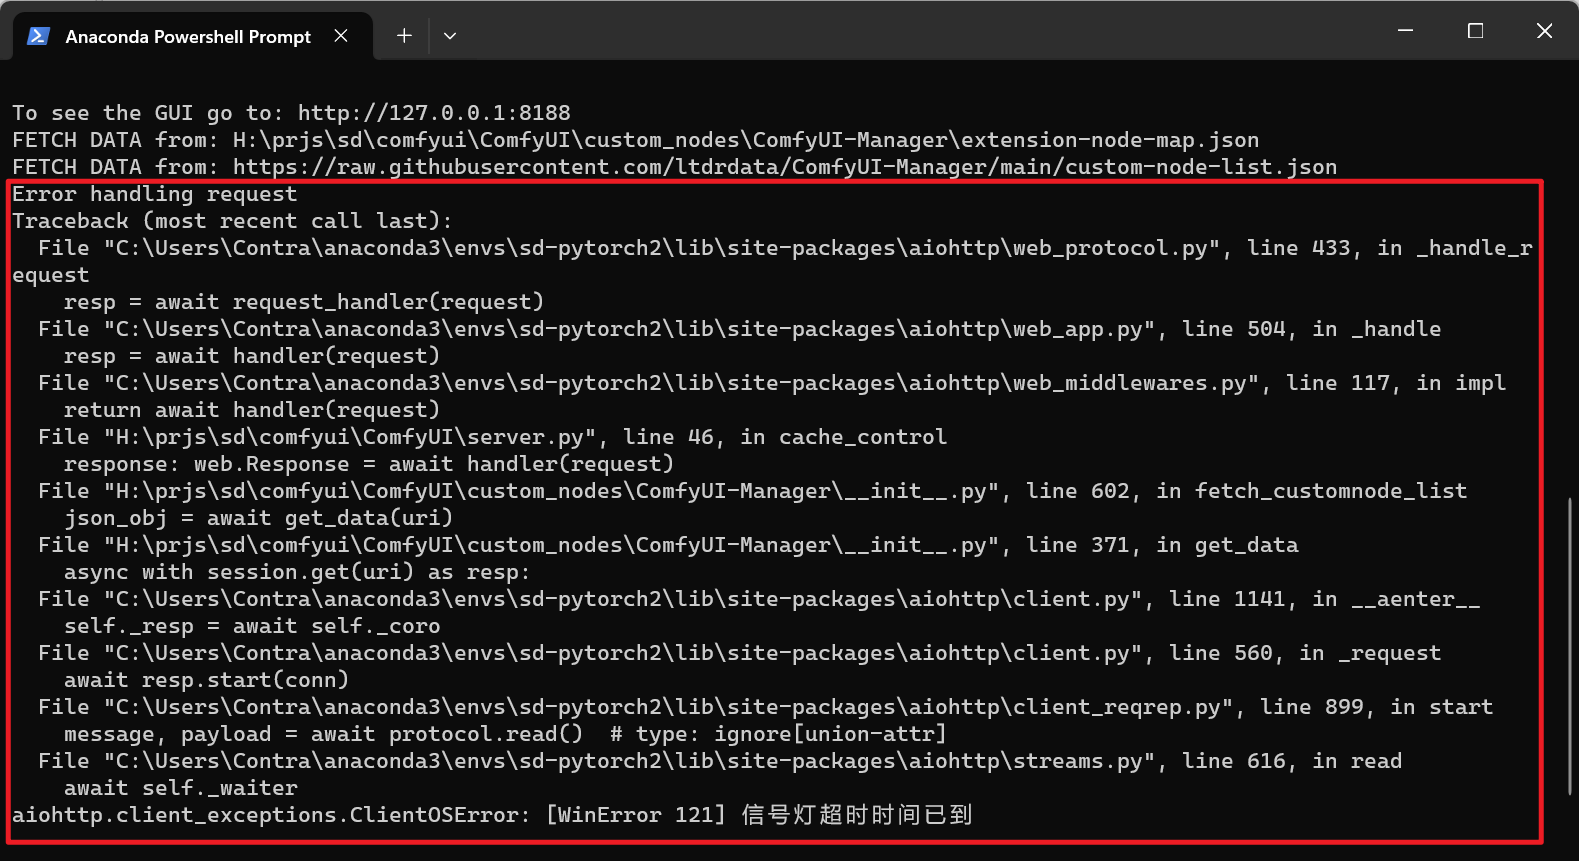 Anaconda Powershell Prompt
To see the GUI go to: http://127.0.0.1:8188
FETCH DATA from: H:\prjs\sd\comfyui\ComfyUI\custom_nodes\ComfyUI-Manager\extension-node-map.json
FETCH DATA from: https://raw.githubusercontent.com/ltdrdata/ComfyUI-Manager/main/custom-node-list.json
Error handling request
Traceback (most recent call last):
  File "C:\Users\Contra\anaconda3\envs\sd-pytorch2\lib\site-packages\aiohttp\web_protocol.py", line 433, in _handle_r
equest
    resp = await request_handler(request)
  File "C:\Users\Contra\anaconda3\envs\sd-pytorch2\lib\site-packages\aiohttp\web_app.py", line 504, in _handle
    resp = await handler(request)
  File "C:\Users\Contra\anaconda3\envs\sd-pytorch2\lib\site-packages\aiohttp\web_middlewares.py", line 117, in impl
    return await handler(request)
  File "H:\prjs\sd\comfyui\ComfyUI\server.py", line 46, in cache_control
    response: web.Response = await handler(request)
  File "H:\prjs\sd\comfyui\ComfyUI\custom_nodes\ComfyUI-Manager\__init__.py", line 602, in fetch_customnode_list
    json_obj = await get_data(uri)
  File "H:\prjs\sd\comfyui\ComfyUI\custom_nodes\ComfyUI-Manager\__init__.py", line 371, in get_data
    async with session.get(uri) as resp:
  File "C:\Users\Contra\anaconda3\envs\sd-pytorch2\lib\site-packages\aiohttp\client.py", line 1141, in __aenter__
    self._resp = await self._coro
  File "C:\Users\Contra\anaconda3\envs\sd-pytorch2\lib\site-packages\aiohttp\client.py", line 560, in _request
    await resp.start(conn)
  File "C:\Users\Contra\anaconda3\envs\sd-pytorch2\lib\site-packages\aiohttp\client_reqrep.py", line 899, in start
    message, payload = await protocol.read()  # type: ignore[union-attr]
  File "C:\Users\Contra\anaconda3\envs\sd-pytorch2\lib\site-packages\aiohttp\streams.py", line 616, in read
    await self._waiter
aiohttp.client_exceptions.ClientOSError: [WinError 121] 信号灯超时时间已到